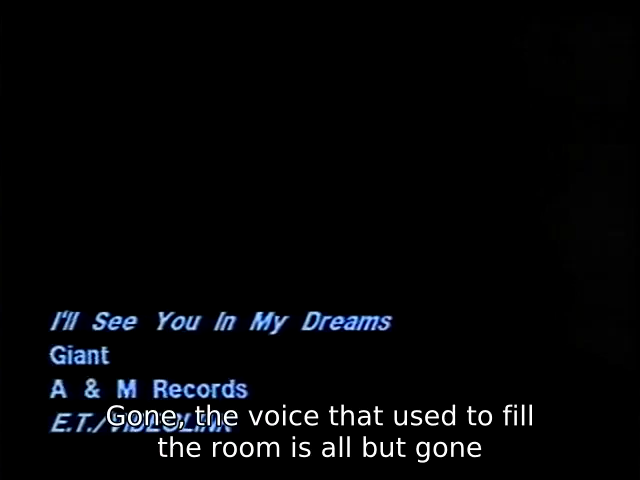 I'll See You In My Dreams
Giant
A & M Records
E.T./VIDEOLINK
Gone, the voice that used to fill
the room is all but gone